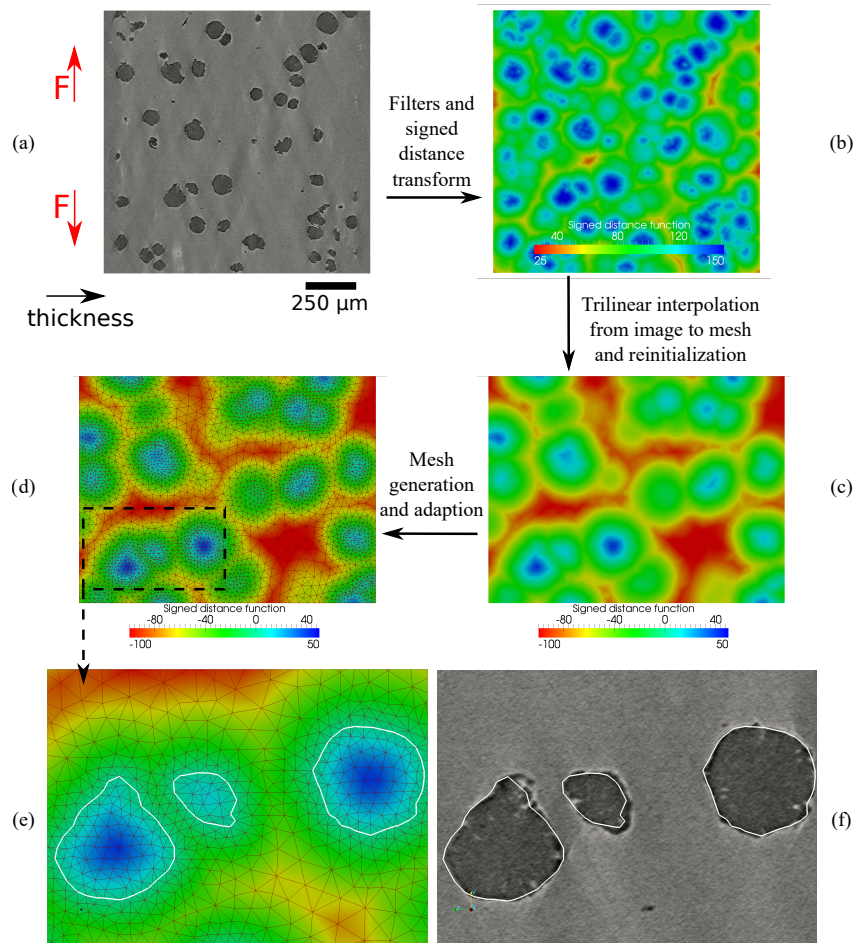 F
(a)
F
250 µm
thickness
Filters and
signed
distance
transform
(b)
Signed distance function
40 80 120
25 150
Trilinear interpolation
from image to mesh
and reinitialization
(d)
Mesh
generation
and adaption
(c)
Signed distance function
-80 -40 0 40
-100 50
Signed distance function
-80 -40 0 40
-100 50
(e)
(f)